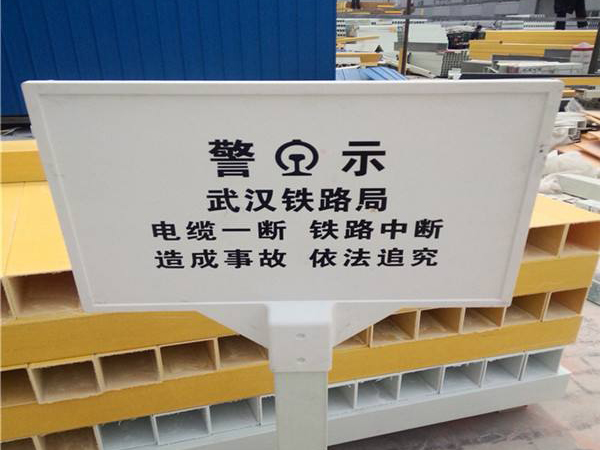 警示
武汉铁路局
电缆一断 铁路中断
造成事故 依法追究